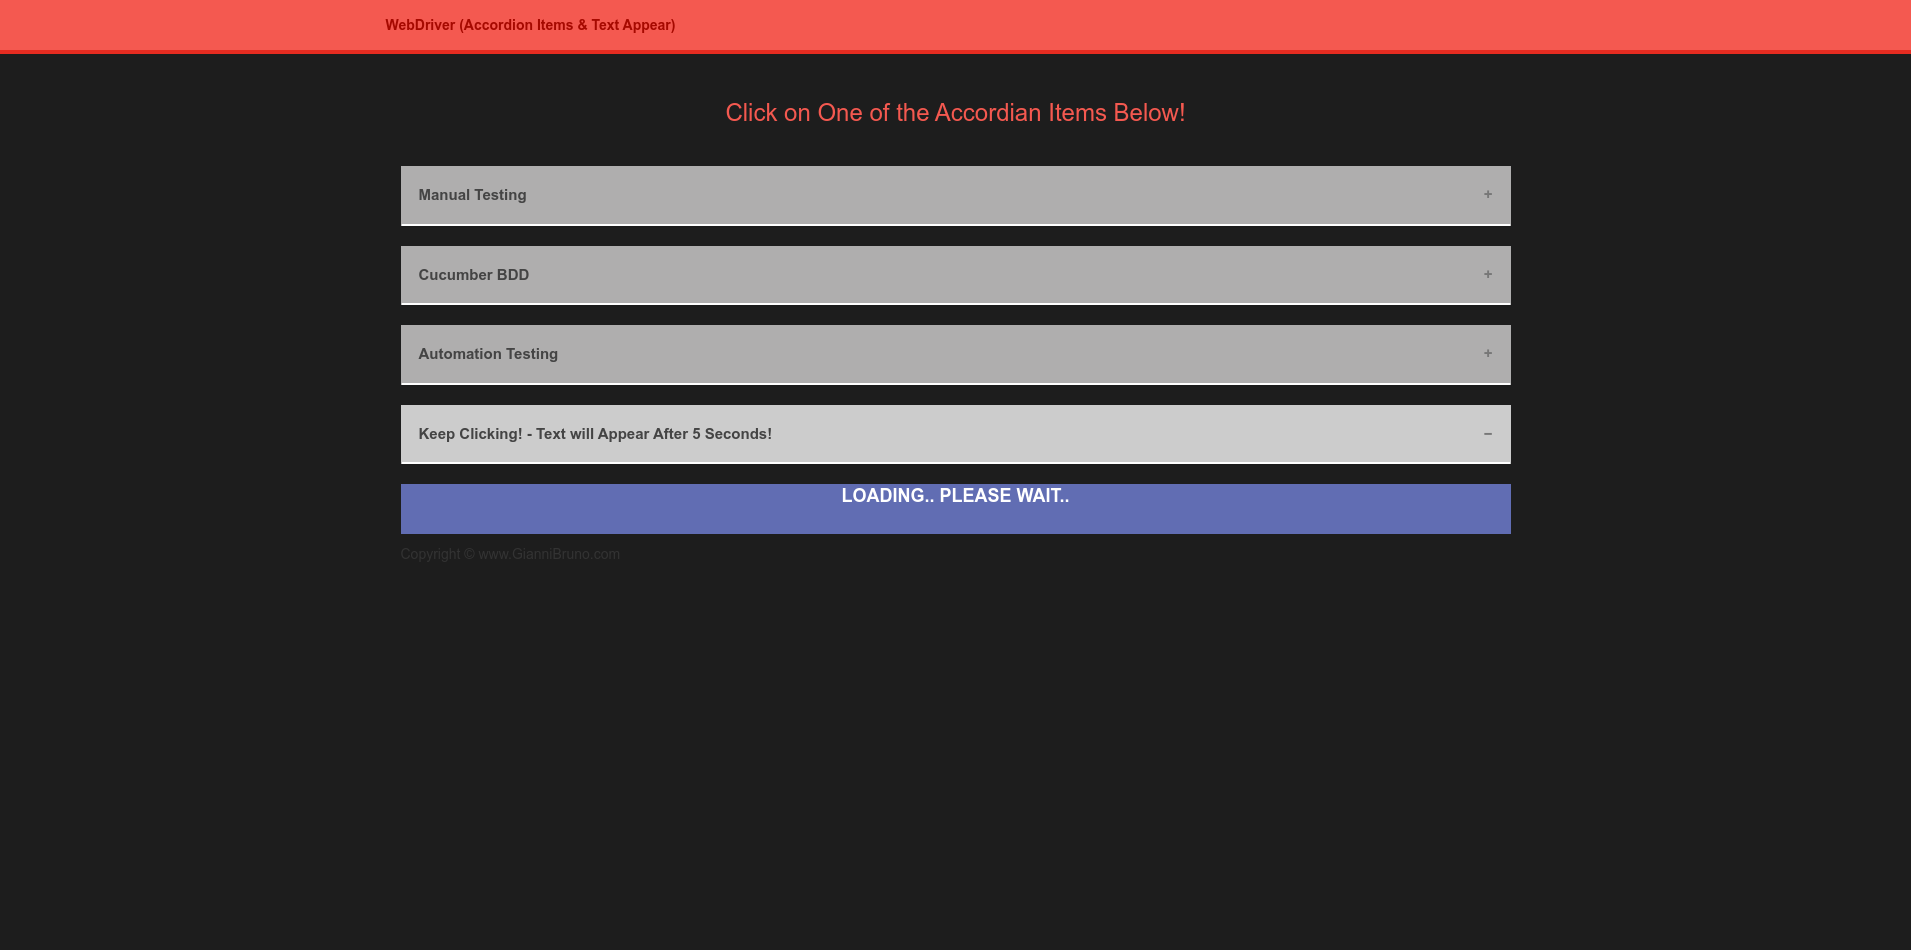 WebDriver (Accordion Items & Text Appear)
Click on One of the Accordian Items Below!
Manual Testing +
Cucumber BDD +
Automation Testing +
Keep Clicking! - Text will Appear After 5 Seconds! –
LOADING.. PLEASE WAIT..
Copyright © www.GianniBruno.com